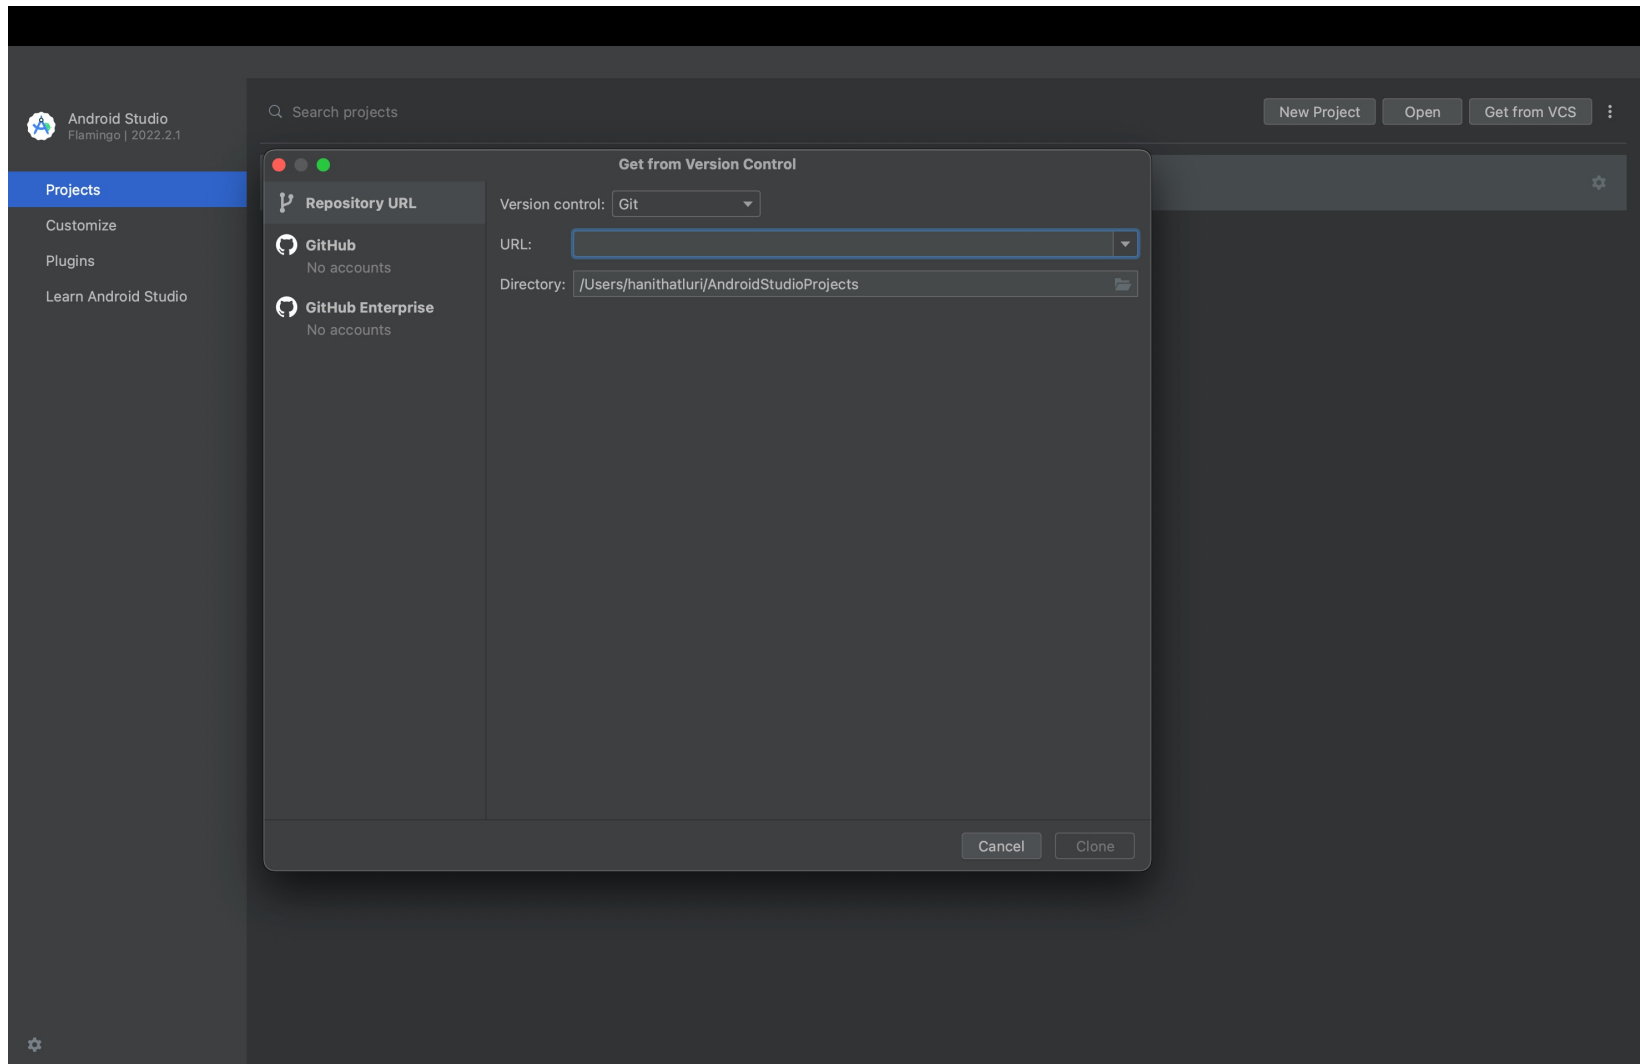 Android Studio
Flamingo | 2022.2.1
Projects
Customize
Plugins
Learn Android Studio
Search projects
New Project
Open
Get from VCS
Get from Version Control
Repository URL
GitHub
No accounts
GitHub Enterprise
No accounts
Version control: Git
URL:
Directory: /Users/hanithatluri/AndroidStudioProjects
Cancel
Clone